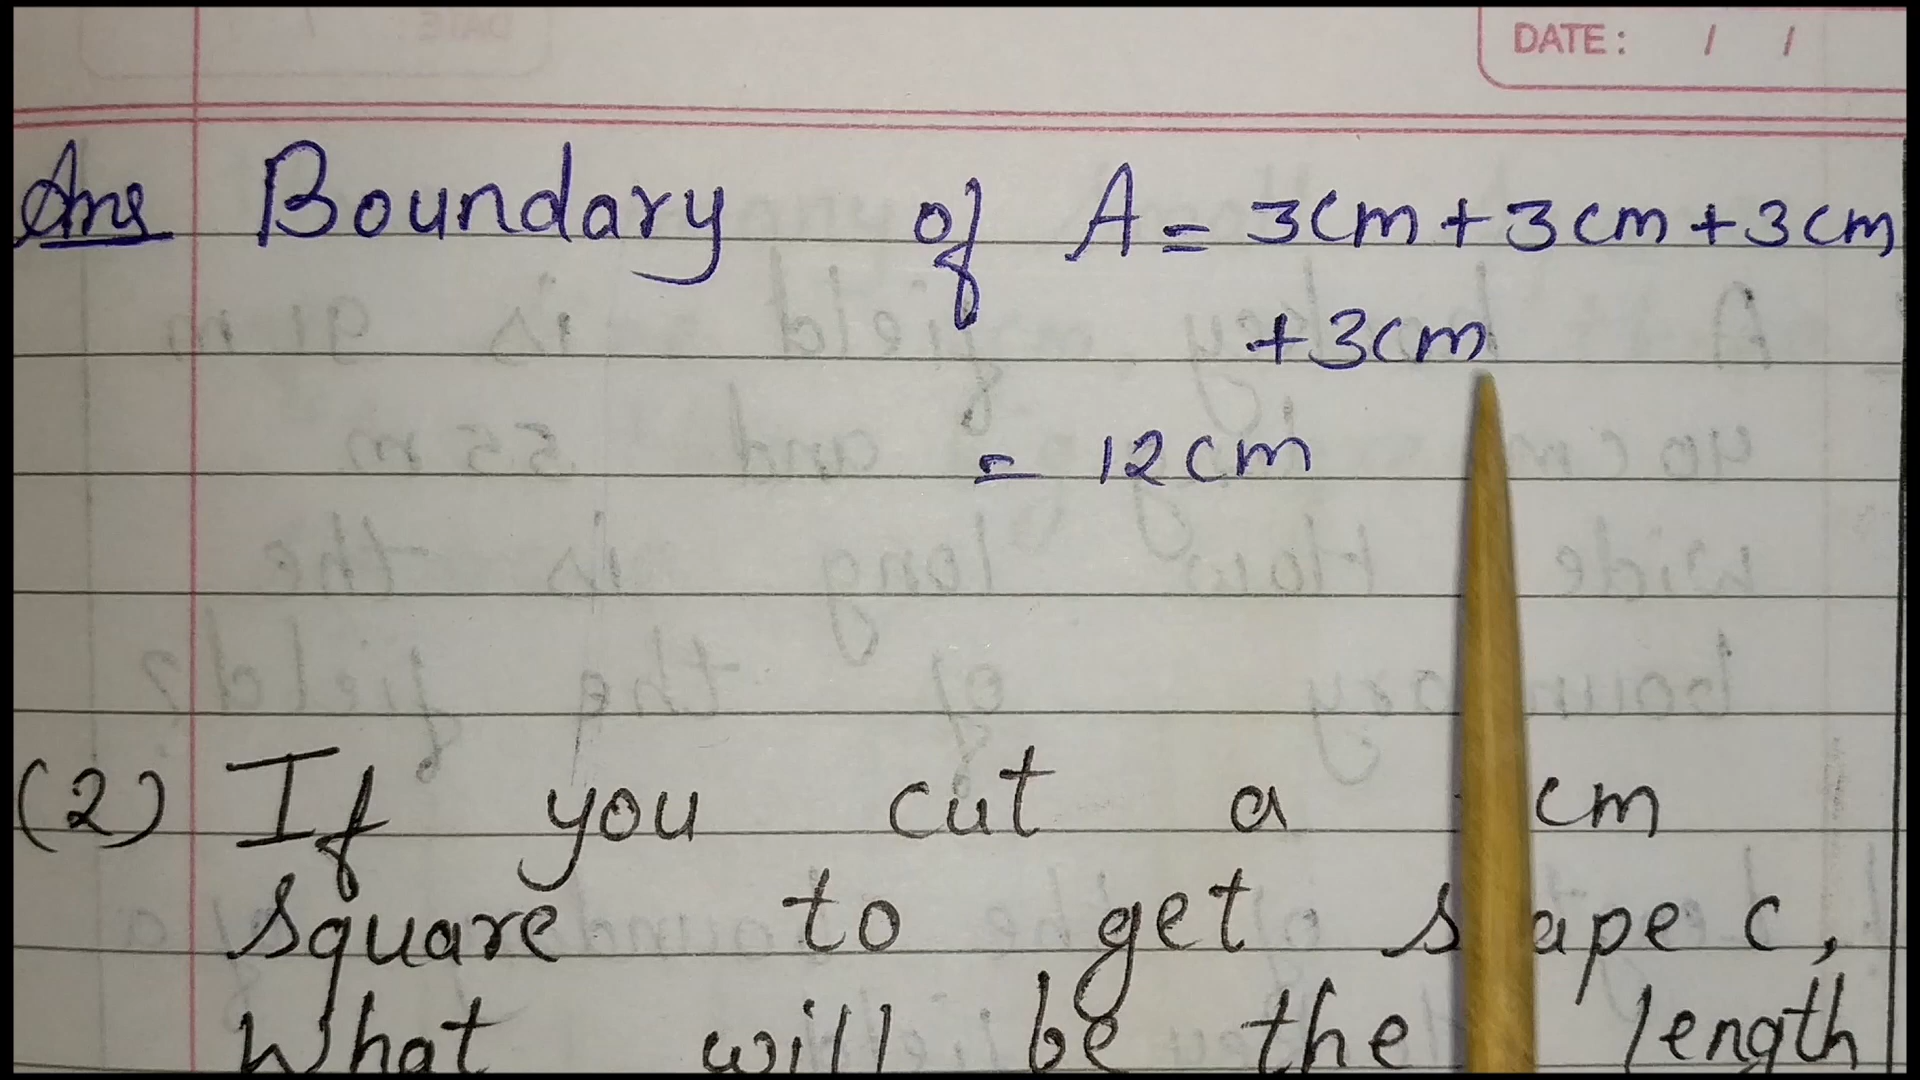 DATE: / /
Ans Boundary of A = 3cm + 3cm + 3cm
+ 3cm
= 12cm
(2) If you cut a cm
square to get s ape c,
What will be the length